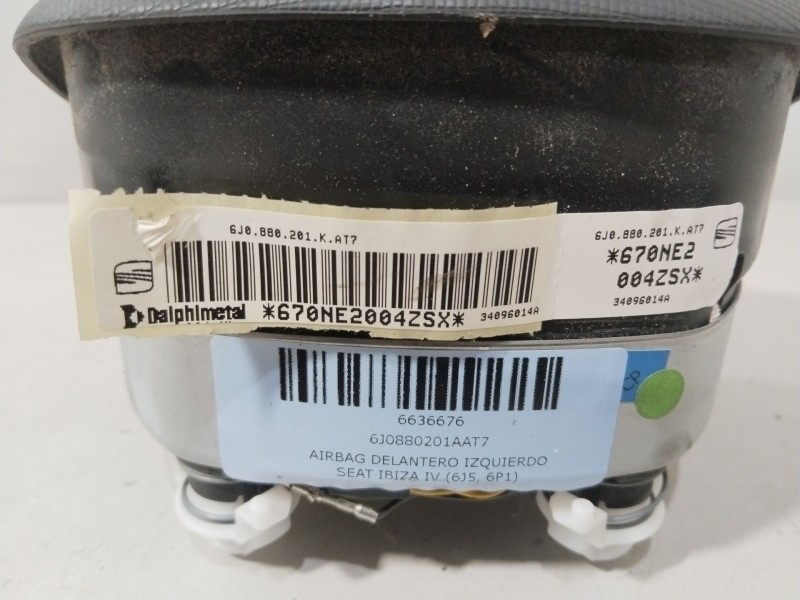 6J0.880.201.K.AT7
Dalphimetal *670NE2004ZSX* 34096014A
6J0.880.201.K.AT7
*670NE2
004ZSX*
34096014A
8
6636676
6J0880201AAT7
AIRBAG DELANTERO IZQUIERDO
SEAT IBIZA IV (6J5, 6P1)